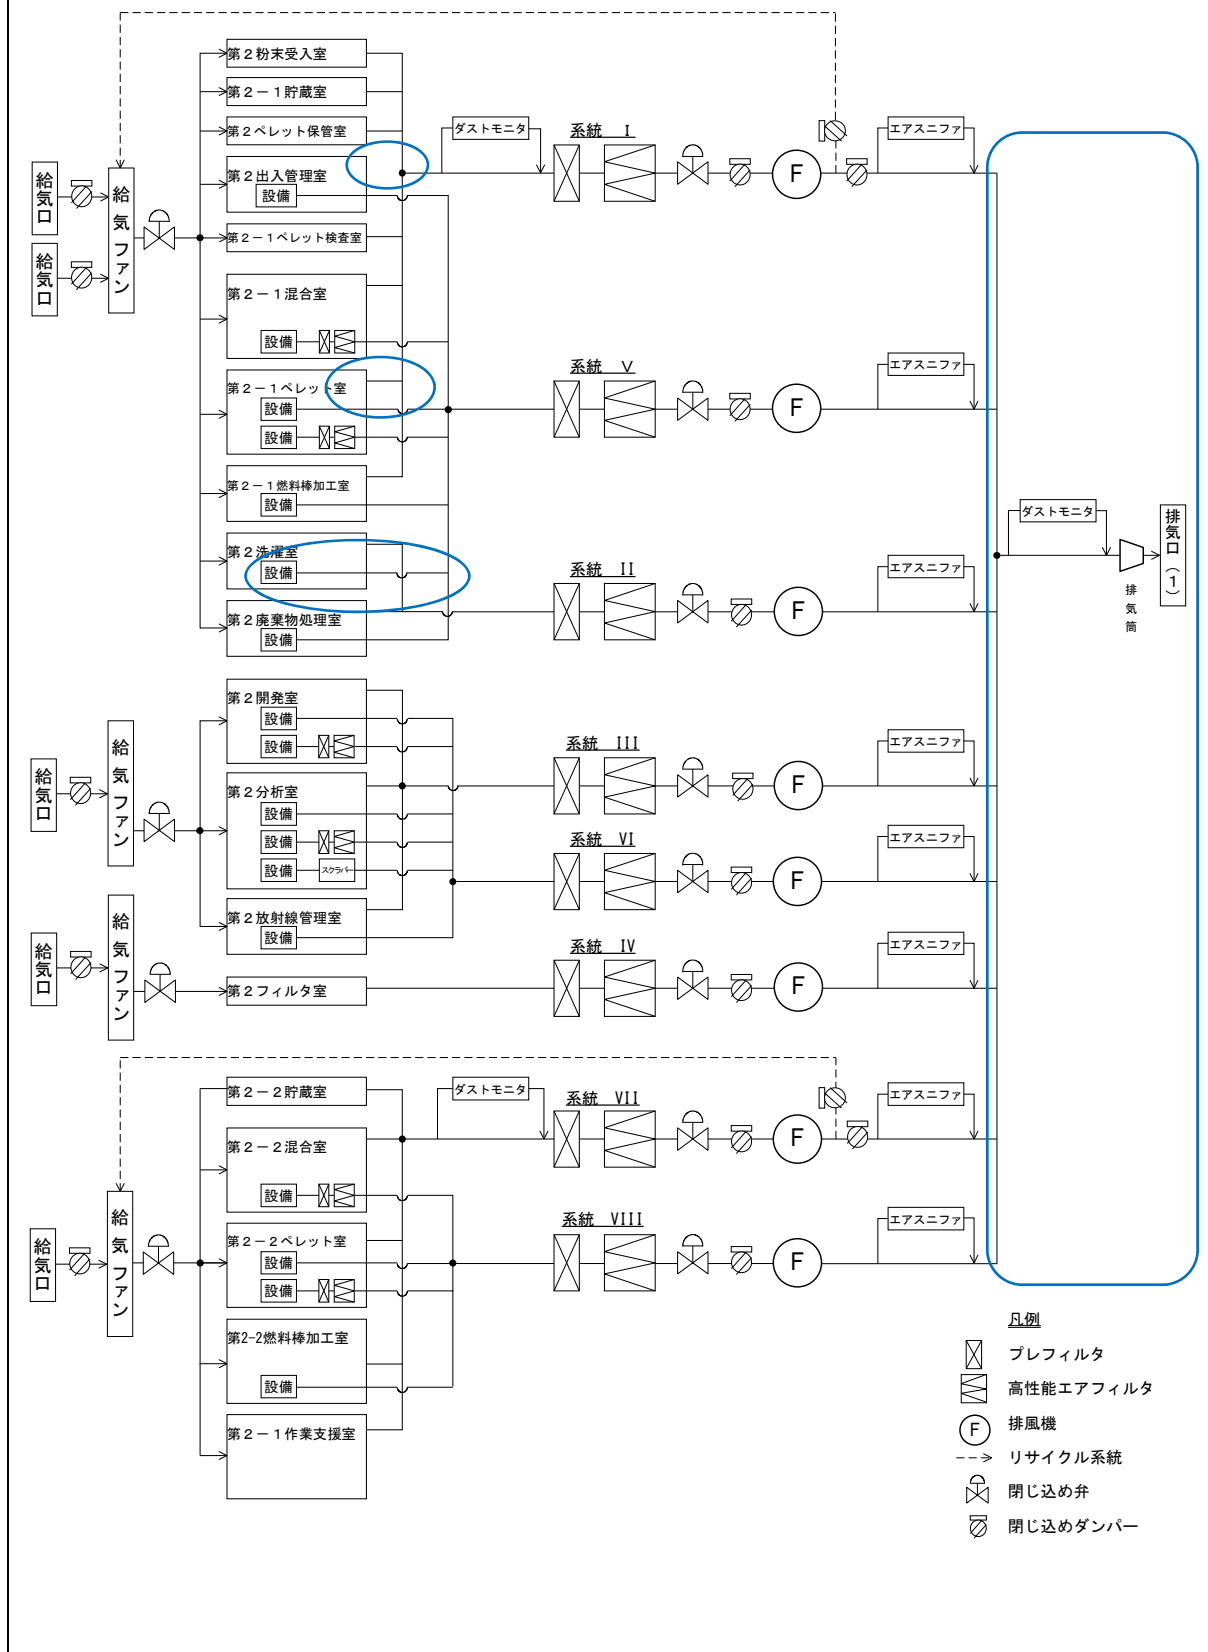 第２粉末受入室
第２－１貯蔵室
第２ペレット保管室
ダストモニタ
系統　I
エアスニファ
給気口
給気ファン
第２出入管理室
設備
F
給気口
第２－１ペレット検査室
第２－１混合室
設備
系統　V
エアスニファ
第２－１ペレット室
設備
設備
F
第２－１燃料棒加工室
設備
ダストモニタ
排気口（１）
排気筒
第２洗濯室
設備
系統　II
エアスニファ
F
第２廃棄物処理室
設備
給気口
給気ファン
第２開発室
設備
設備
系統　III
エアスニファ
F
第２分析室
設備
設備
設備
スクラバー
系統　VI
エアスニファ
F
第２放射線管理室
設備
給気口
給気ファン
系統　IV
エアスニファ
第２フィルタ室
F
第２－２貯蔵室
ダストモニタ
系統　VII
エアスニファ
F
第２－２混合室
設備
給気口
給気ファン
第２－２ペレット室
設備
設備
系統　VIII
エアスニファ
F
第2-2燃料棒加工室
設備
第２－１作業支援室
凡例
プレフィルタ
高性能エアフィルタ
F
排風機
リサイクル系統
閉じ込め弁
閉じ込めダンパー